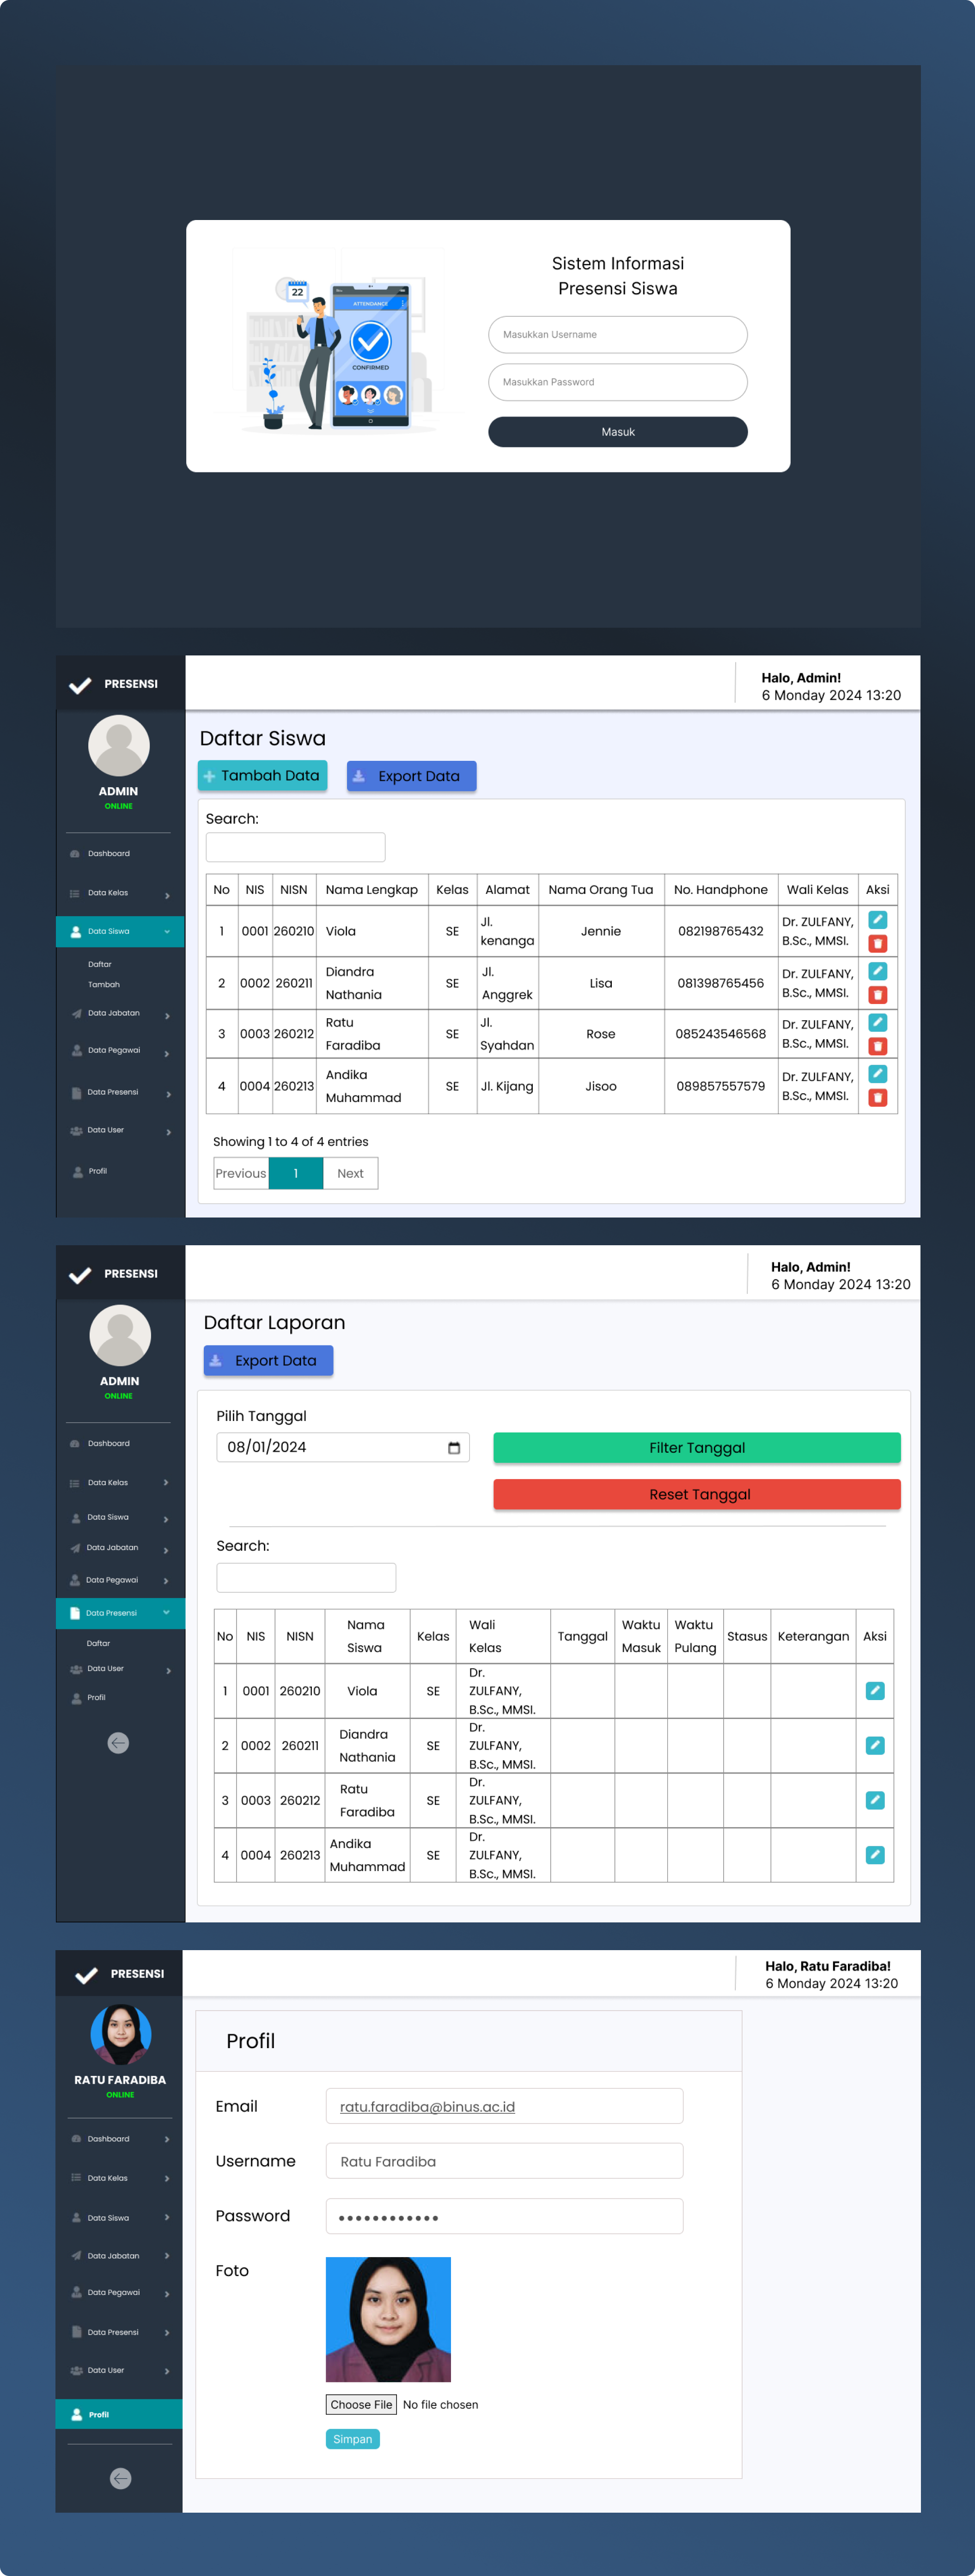 22
ATTENDANCE
CONFIRMED
Sistem Informasi
Presensi Siswa
Masukkan Username
Masukkan Password
Masuk
PRESENSI
Halo, Admin!
6 Monday 2024 13:20
ADMIN
ONLINE
Dashboard
Data Kelas
Data Siswa
Daftar
Tambah
Data Jabatan
Data Pegawai
Data Presensi
Data User
Profil
Daftar Siswa
Tambah Data
Export Data
Search:
No NIS NISN Nama Lengkap Kelas Alamat Nama Orang Tua No. Handphone Wali Kelas Aksi
1 0001 260210 Viola SE Jl. kenanga Jennie 082198765432 Dr. ZULFANY, B.Sc., MMSI.
2 0002 260211 Diandra Nathania SE Jl. Anggrek Lisa 081398765456 Dr. ZULFANY, B.Sc., MMSI.
3 0003 260212 Ratu Faradiba SE Jl. Syahdan Rose 085243546568 Dr. ZULFANY, B.Sc., MMSI.
4 0004 260213 Andika Muhammad SE Jl. Kijang Jisoo 089857557579 Dr. ZULFANY, B.Sc., MMSI.
Showing 1 to 4 of 4 entries
Previous 1 Next
PRESENSI
Halo, Admin!
6 Monday 2024 13:20
ADMIN
ONLINE
Dashboard
Data Kelas
Data Siswa
Data Jabatan
Data Pegawai
Data Presensi
Daftar
Data User
Profil
Daftar Laporan
Export Data
Pilih Tanggal
08/01/2024
Filter Tanggal
Reset Tanggal
Search:
No NIS NISN Nama Siswa Kelas Wali Kelas Tanggal Waktu Masuk Waktu Pulang Stasus Keterangan Aksi
1 0001 260210 Viola SE Dr. ZULFANY, B.Sc., MMSI.
2 0002 260211 Diandra Nathania SE Dr. ZULFANY, B.Sc., MMSI.
3 0003 260212 Ratu Faradiba SE Dr. ZULFANY, B.Sc., MMSI.
4 0004 260213 Andika Muhammad SE Dr. ZULFANY, B.Sc., MMSI.
PRESENSI
Halo, Ratu Faradiba!
6 Monday 2024 13:20
RATU FARADIBA
ONLINE
Dashboard
Data Kelas
Data Siswa
Data Jabatan
Data Pegawai
Data Presensi
Data User
Profil
Profil
Email
ratu.faradiba@binus.ac.id
Username
Ratu Faradiba
Password
••••••••••••
Foto
Choose File No file chosen
Simpan